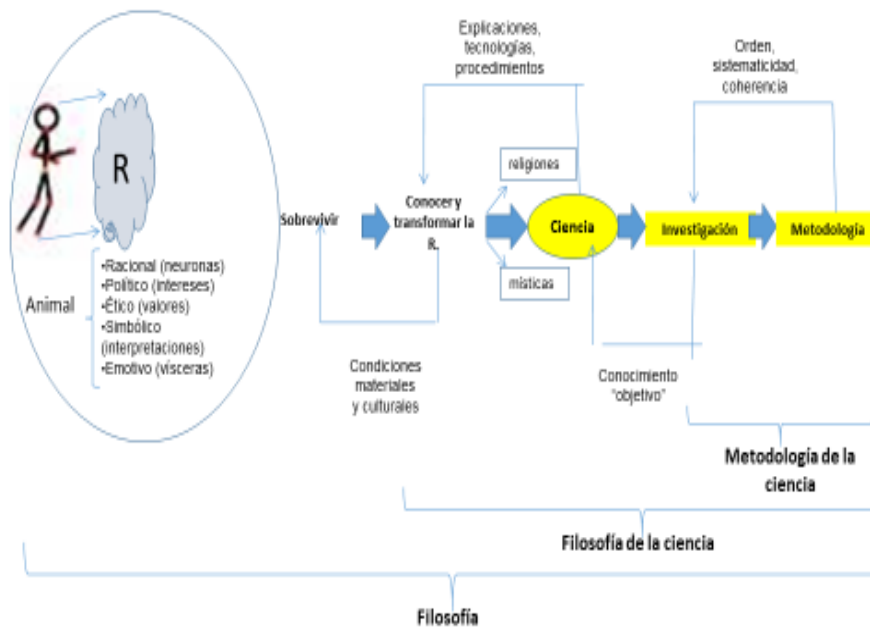 Explicaciones,
tecnologías,
procedimientos
Orden,
sistematicidad,
coherencia
R
religiones
Sobrevivir
Conocer y
transformar la
R.
Ciencia
Investigación
Metodología
místicas
Animal
•Racional (neuronas)
•Político (intereses)
•Ético (valores)
•Simbólico
(interpretaciones)
•Emotivo (vísceras)
Condiciones
materiales
y culturales
Conocimiento
"objetivo"
Metodología de la
ciencia
Filosofía de la ciencia
Filosofía